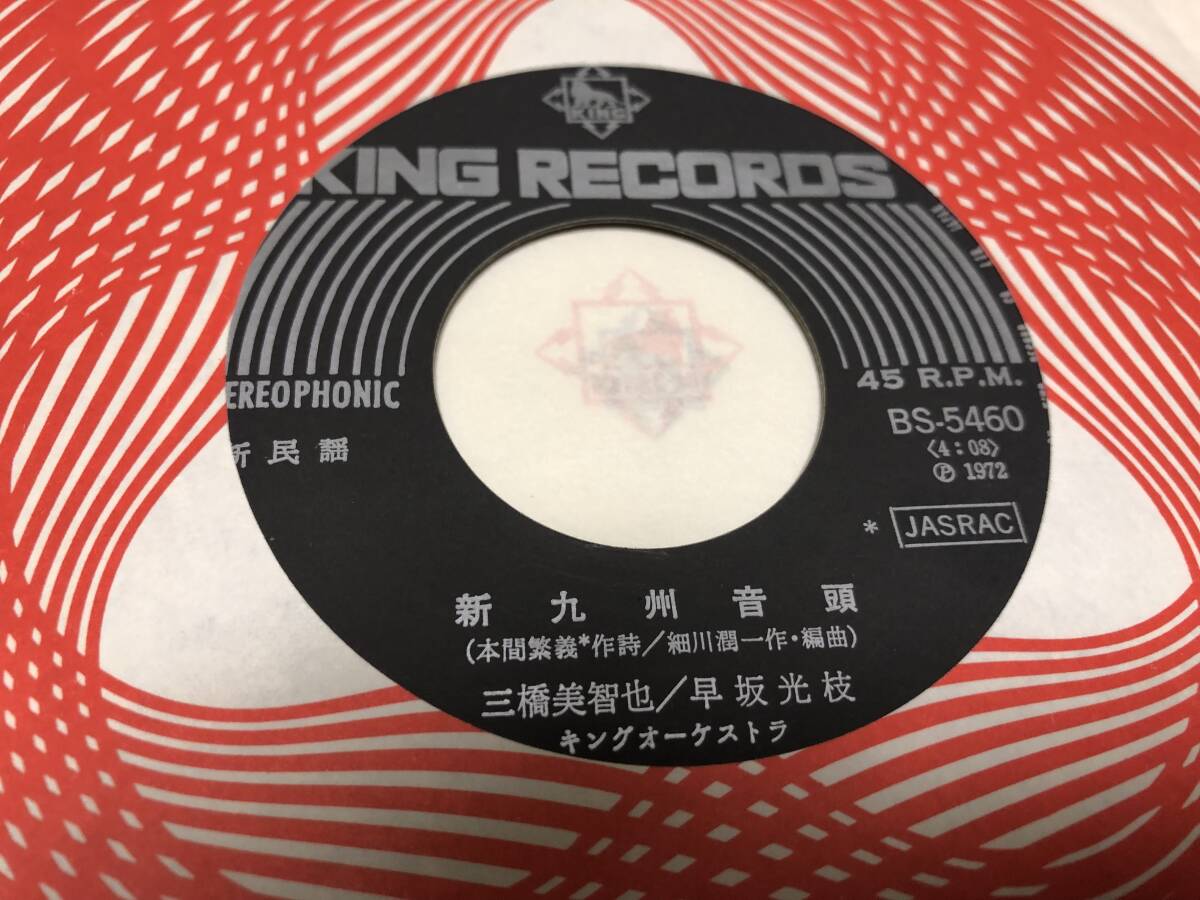 KING
KING RECORDS
EREOPHONIC
45 R.P.M.
BS-5460
〈4:08〉
Ⓟ 1972
新民謡
* JASRAC
新九州音頭
(本間繁義*作詩/細川潤一作・編曲)
三橋美智也/早坂光枝
キングオーケストラ